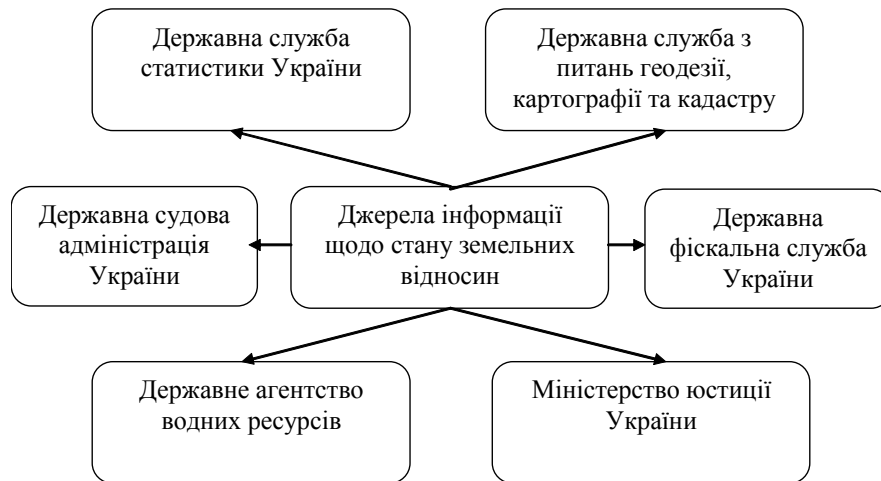 Державна служба
статистики України
Державна служба з
питань геодезії,
картографії та кадастру
Державна судова
адміністрація
України
Джерела інформації
щодо стану земельних
відносин
Державна
фіскальна служба
України
Державне агентство
водних ресурсів
Міністерство юстиції
України